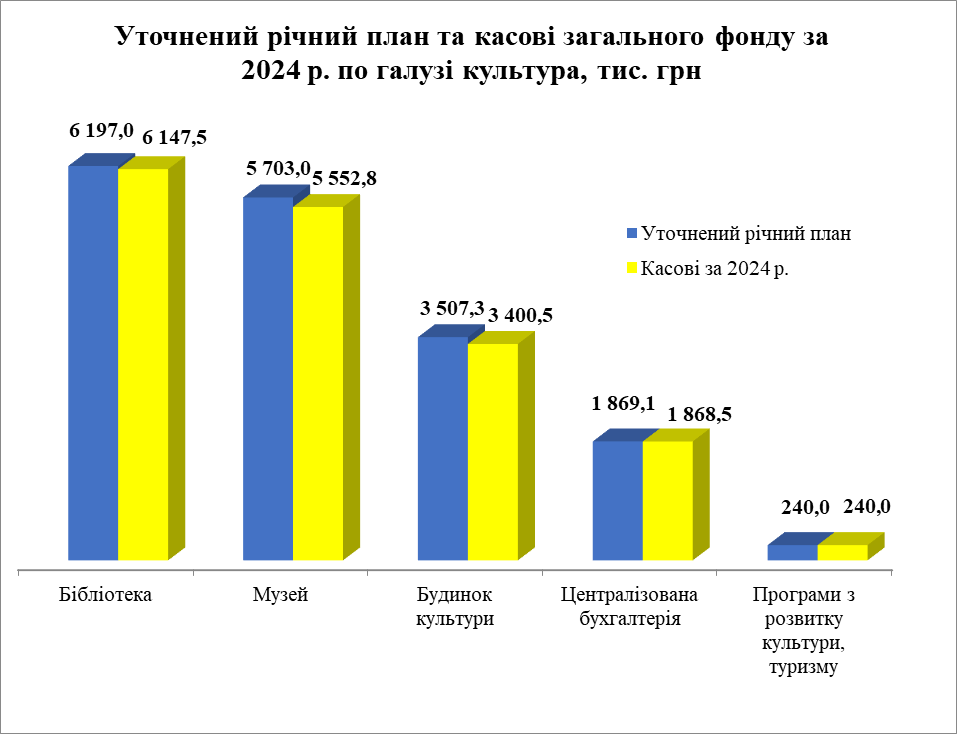 Уточнений річний план та касові загального фонду за
2024 р. по галузі культура, тис. грн
6 197,0
6 147,5
5 703,0
5 552,8
3 507,3
3 400,5
1 869,1
1 868,5
240,0
240,0
Уточнений річний план
Касові за 2024 р.
Бібліотека
Музей
Будинок
культури
Централізована
бухгалтерія
Програми з
розвитку
культури,
туризму